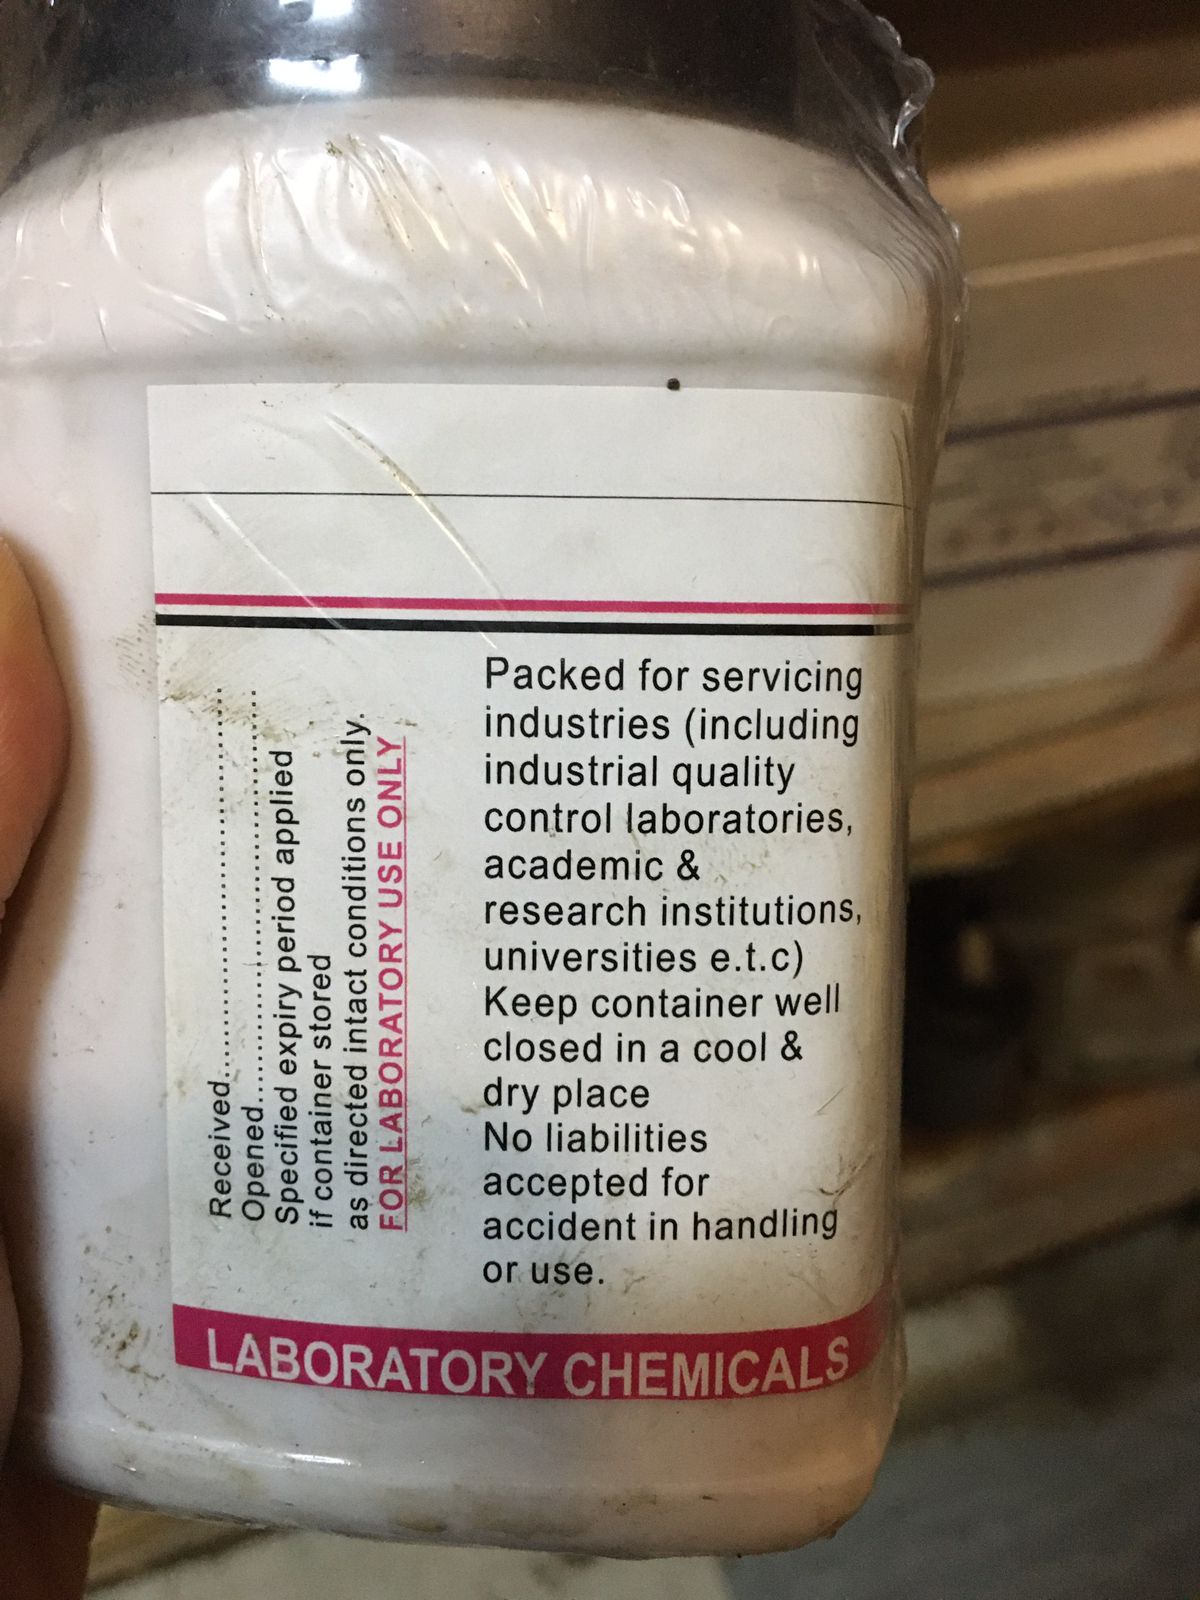 Received..............................
Opened..............................
Specified expiry period applied
if container stored
as directed intact conditions only.
FOR LABORATORY USE ONLY
Packed for servicing
industries (including
industrial quality
control laboratories,
academic &
research institutions,
universities e.t.c)
Keep container well
closed in a cool &
dry place
No liabilities
accepted for
accident in handling
or use.
LABORATORY CHEMICALS